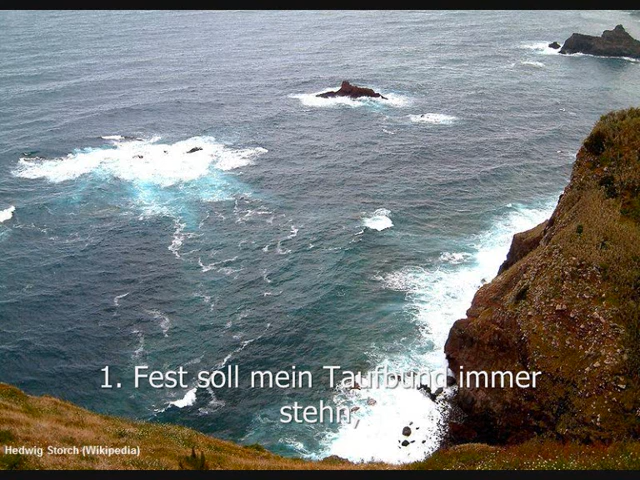 1. Fest soll mein Taufbund immer
stehn,
Hedwig Storch (Wikipedia)